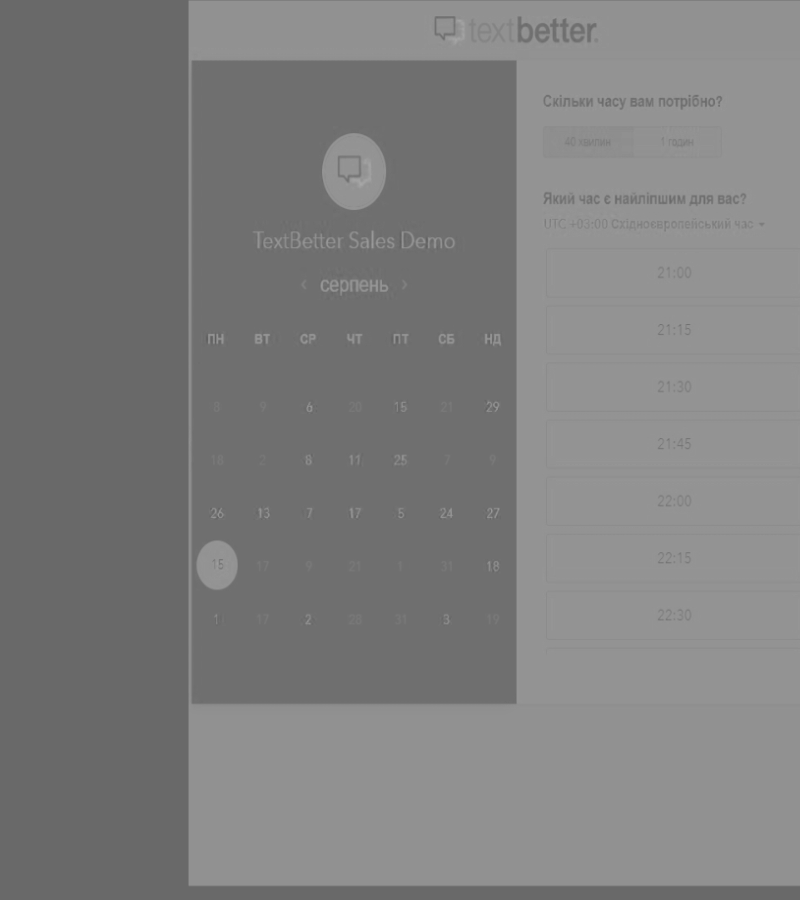 textbetter.
TextBetter Sales Demo
‹ серпень ›
ПН ВТ СР ЧТ ПТ СБ НД
8 9 6 20 15 21 29
18 2 8 11 25 7 9
26 13 7 17 5 24 27
15 17 9 21 1 31 18
1 17 2 28 31 3 19
Скільки часу вам потрібно?
40 хвилин 1 годин
Який час є найліпшим для вас?
UTC +03:00 Східноєвропейський час
21:00
21:15
21:30
21:45
22:00
22:15
22:30